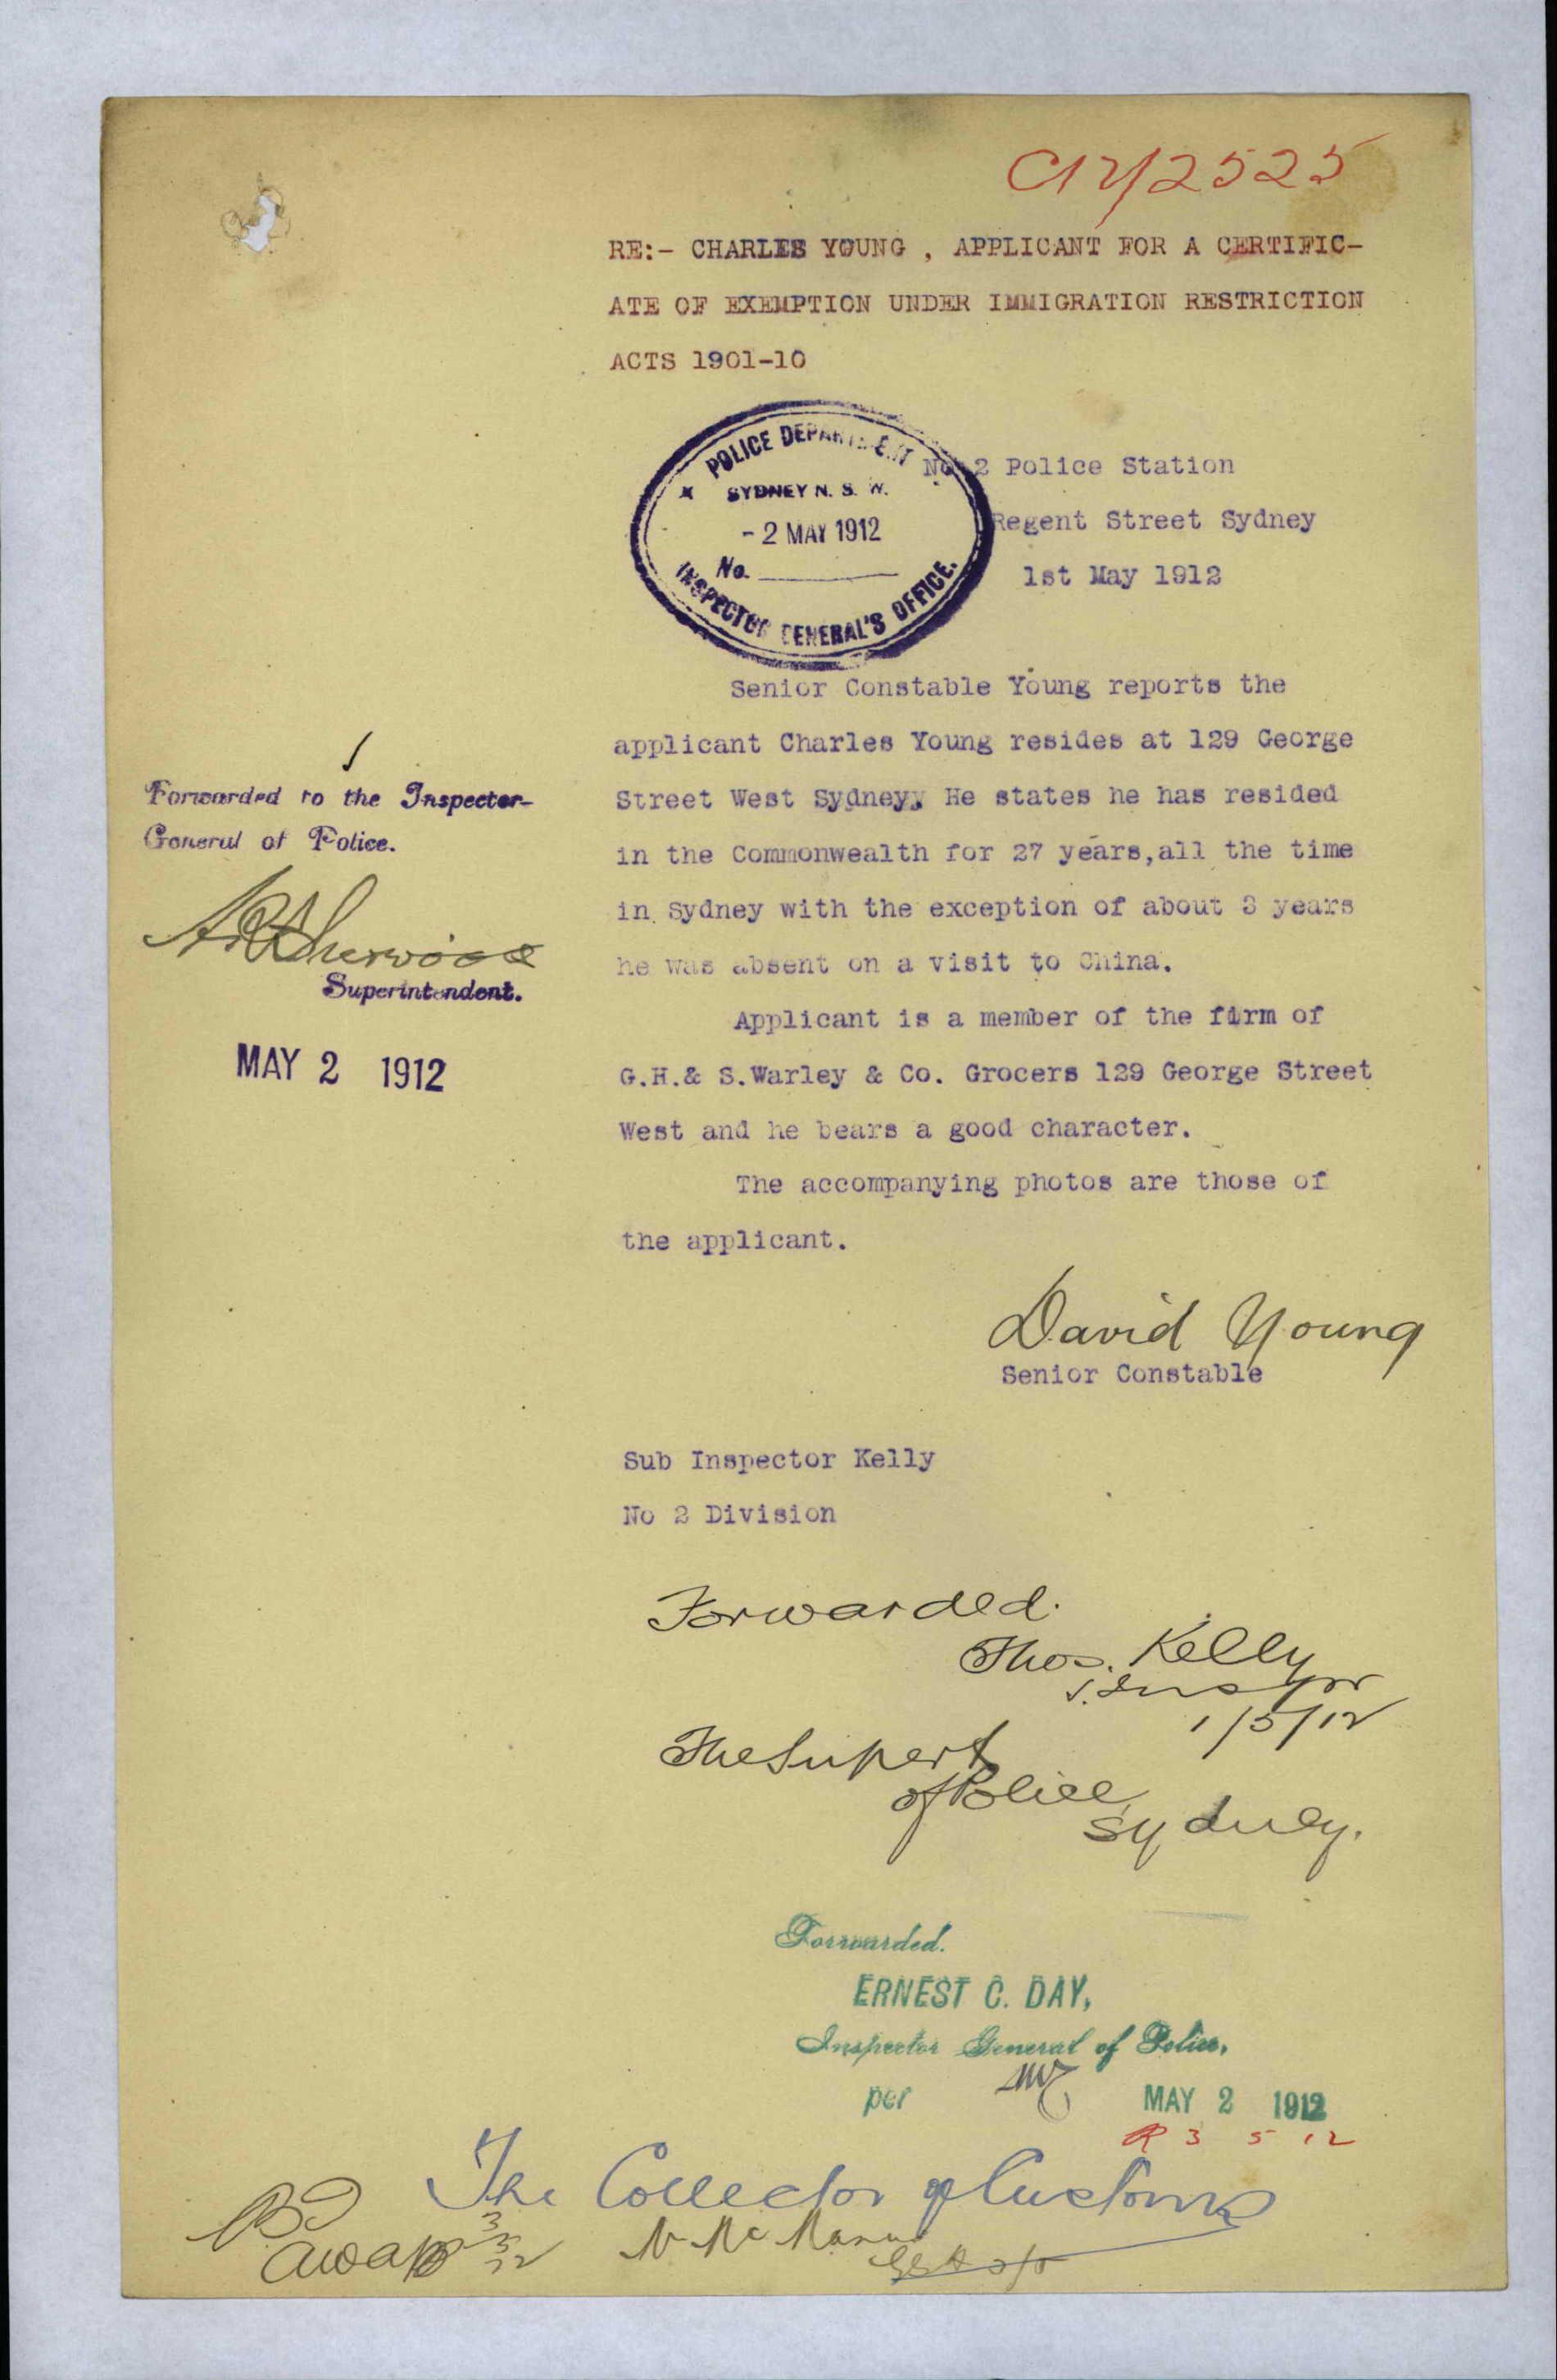 C12/2525
RE:- CHARLES YOUNG , APPLICANT FOR A CERTIFIC-
ATE OF EXEMPTION UNDER IMMIGRATION RESTRICTION
ACTS 1901-10
POLICE DEPARTMENT
SYDNEY N. S. W.
- 2 MAY 1912
No.
INSPECTOR GENERAL'S OFFICE.
No 2 Police Station
Regent Street Sydney
1st May 1912
Senior Constable Young reports the
applicant Charles Young resides at 129 George
Street West Sydney, He states he has resided
in the Commonwealth for 27 years,all the time
in Sydney with the exception of about 3 years
he was absent on a visit to China.
Applicant is a member of the firm of
G.H.& S.Warley & Co. Grocers 129 George Street
West and he bears a good character.
The accompanying photos are those of
the applicant.
David Young
Senior Constable
Forwarded to the Inspector-
General of Police.
Sherwood
Superintendent.
MAY 2 1912
Sub Inspector Kelly
No 2 Division
Forwarded.
Thos. Kelly
S. Inspr
1/5/12
The Supert
of Police
Sydney.
Forwarded.
ERNEST C. DAY,
Inspector General of Police.
per
MAY 2 1912
R 3 5 12
The Collector of Customs